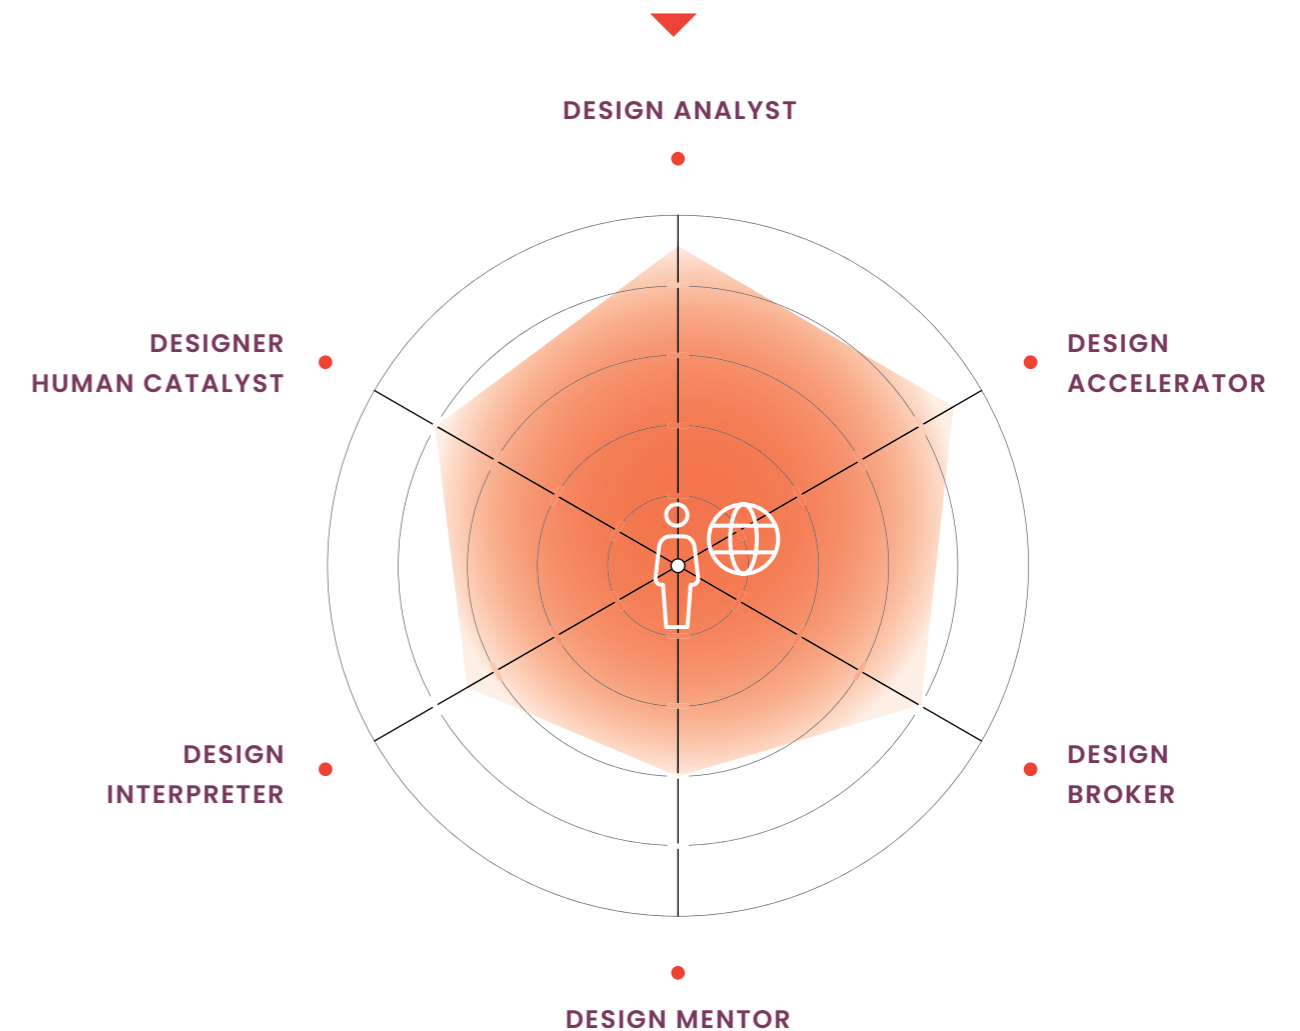 DESIGN ANALYST
DESIGNER
HUMAN CATALYST
DESIGN
ACCELERATOR
DESIGN
INTERPRETER
DESIGN
BROKER
DESIGN MENTOR